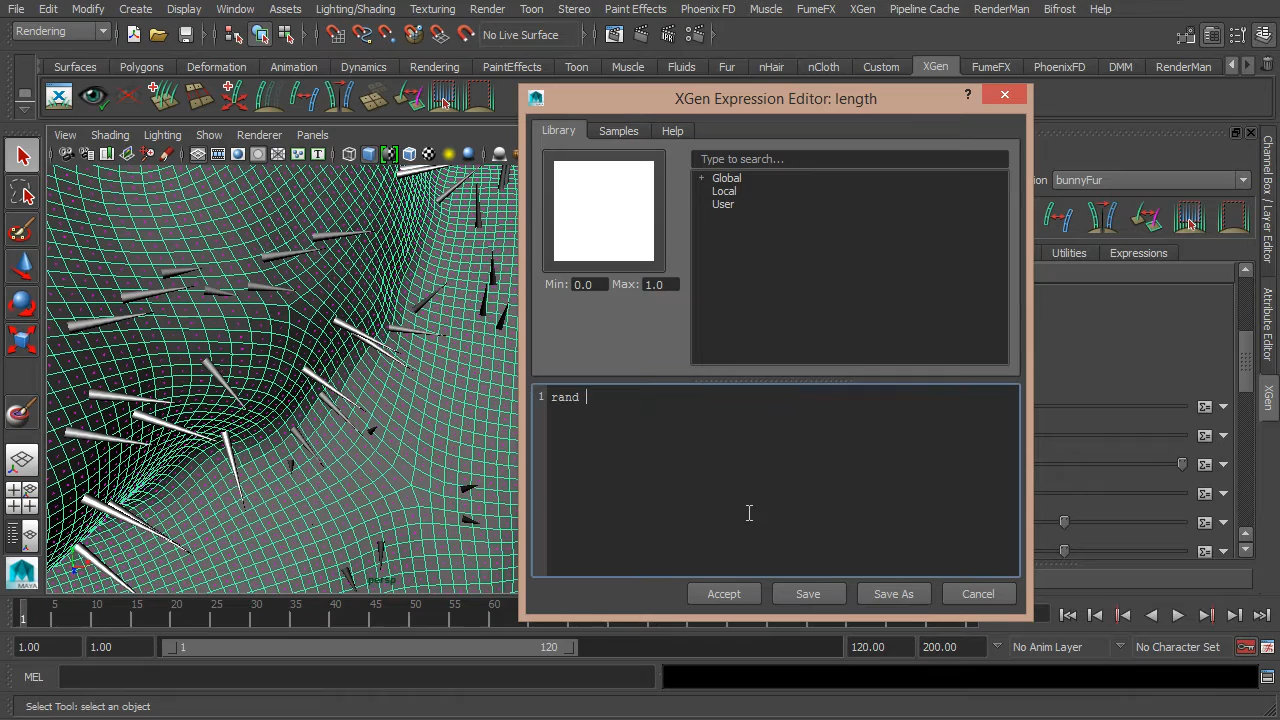 File Edit Modify Create Display Window Assets Lighting/Shading Texturing Render Toon Stereo Paint Effects Phoenix FD Muscle FumeFX XGen Pipeline Cache RenderMan Bifrost Help
Rendering No Live Surface
Surfaces Polygons Deformation Animation Dynamics Rendering PaintEffects Toon Muscle Fluids Fur nHair nCloth Custom XGen FumeFX PhoenixFD DMM RenderMan
XGen Expression Editor: length ?
View Shading Lighting Show Renderer Panels
Library Samples Help
Type to search...
+ Global
Local
User
Min: 0.0 Max: 1.0
1 rand
Accept Save Save As Cancel
bunnyFur
Utilities Expressions
Channel Box / Layer Editor
Attribute Editor
XGen
MAYA
persp
1 5 10 15 20 25 30 35 40 45 50 55 60
1.00 1.00 1 120 120.00 200.00 No Anim Layer No Character Set
MEL
Select Tool: select an object